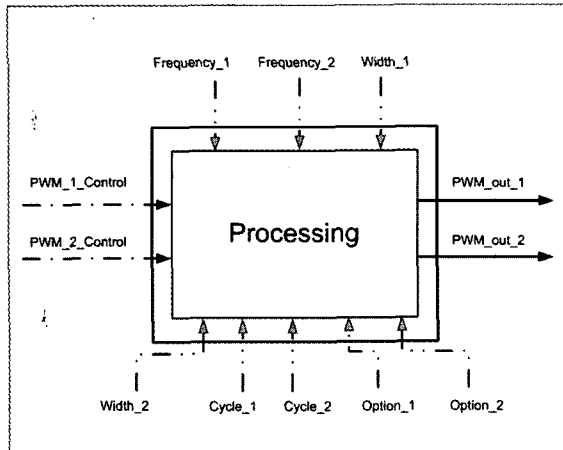 Frequency_1 Frequency_2 Width_1
PWM_1_Control
PWM_out_1
Processing
PWM_2_Control
PWM_out_2
Width_2 Cycle_1 Cycle_2 Option_1 Option_2